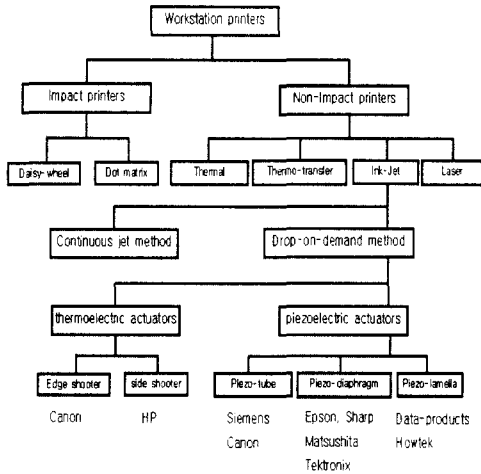 Workstation printers
Impact printers
Non-Impact printers
Daisy-wheel
Dot matrix
Thermal
Thermo-transfer
Ink-Jet
Laser
Continuous jet method
Drop-on-demand method
thermoelectric actuators
piezoelectric actuators
Edge shooter
side shooter
Piezo-tube
Piezo-diaphragm
Piezo-lamella
Canon
HP
Siemens
Canon
Epson, Sharp
Matsushita
Tektronix
Data-products
Howtek